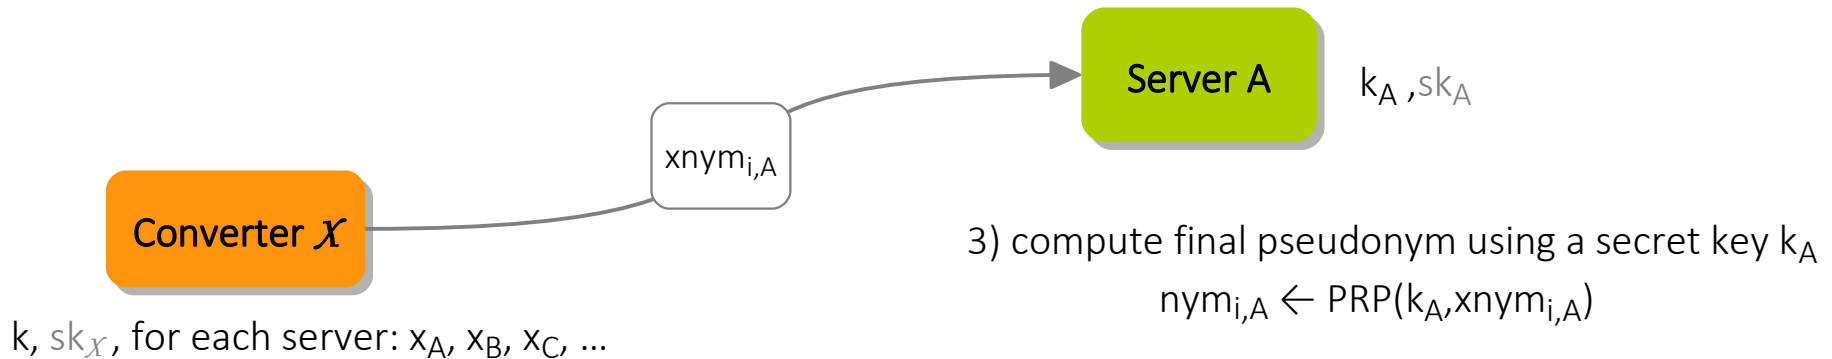 Server A
k_A ,sk_A
xnym_i,A
Converter 𝒳
3) compute final pseudonym using a secret key k_A
nym_i,A ← PRP(k_A,xnym_i,A)
k, sk_𝒳, for each server: x_A, x_B, x_C, ...